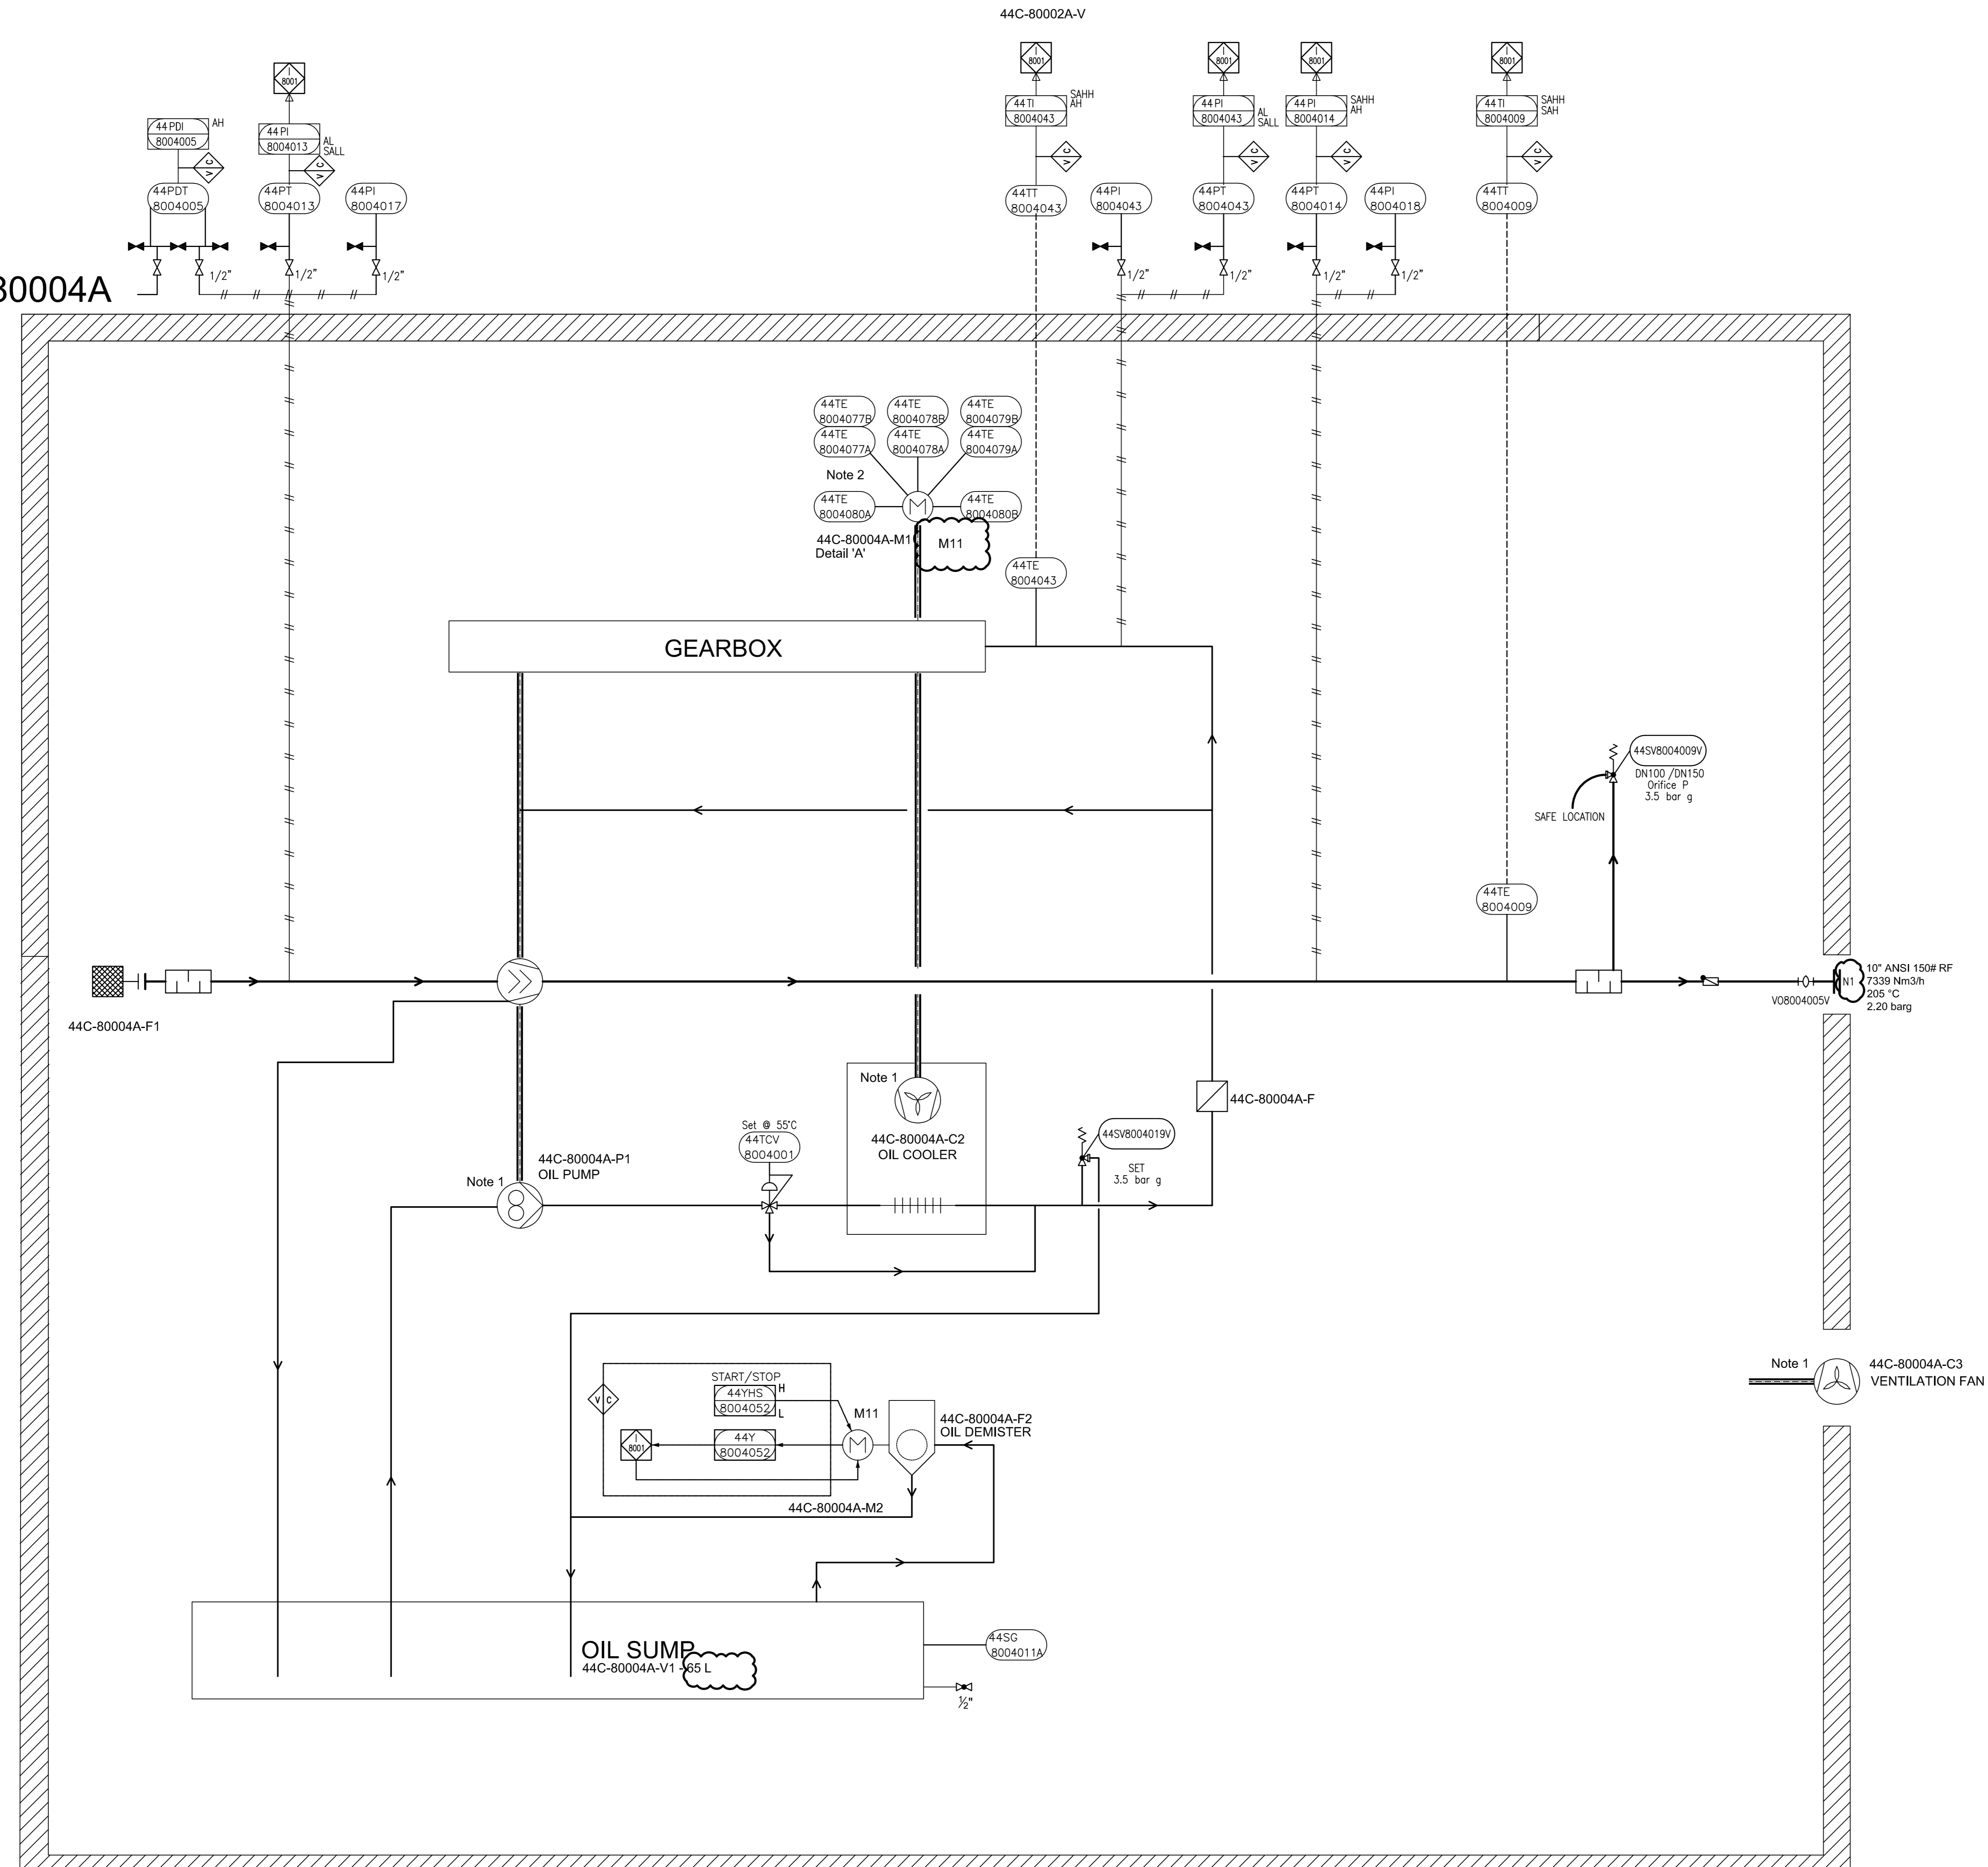 44C-80002A-V
I
8001
I
8001
I
8001
I
8001
I
8001
44 PDI
8004005
AH
44 PI
8004013
AL
SALL
44 TI
8004043
SAHH
AH
44 PI
8004043
AL
SALL
44 PI
8004014
SAHH
AH
44 TI
8004009
SAHH
SAH
V C
V C
V C
V C
V C
V C
44PDT
8004005
44PT
8004013
44PI
8004017
44TT
8004043
44PI
8004043
44PT
8004043
44PT
8004014
44PI
8004018
44TT
8004009
1/2"
1/2"
1/2"
1/2"
1/2"
1/2"
1/2"
80004A
44TE
8004077B
44TE
8004078B
44TE
8004079B
44TE
8004077A
44TE
8004078A
44TE
8004079A
Note 2
44TE
8004080A
M
44TE
8004080B
44C-80004A-M1
Detail 'A'
M11
44TE
8004043
GEARBOX
44SV8004009V
DN100 /DN150
Orifice P
3.5 bar g
SAFE LOCATION
44TE
8004009
44C-80004A-F1
N1
10" ANSI 150# RF
7339 Nm3/h
205 °C
2.20 barg
V08004005V
Note 1
44C-80004A-C2
OIL COOLER
44C-80004A-F
Set @ 55°C
44TCV
8004001
44SV8004019V
SET
3.5 bar g
44C-80004A-P1
OIL PUMP
Note 1
START/STOP
44YHS
8004052
H
L
V C
I
8001
44Y
8004052
M11
M
44C-80004A-F2
OIL DEMISTER
44C-80004A-M2
Note 1
44C-80004A-C3
VENTILATION FAN
OIL SUMP
44C-80004A-V1 - 65 L
44SG
8004011A
½"